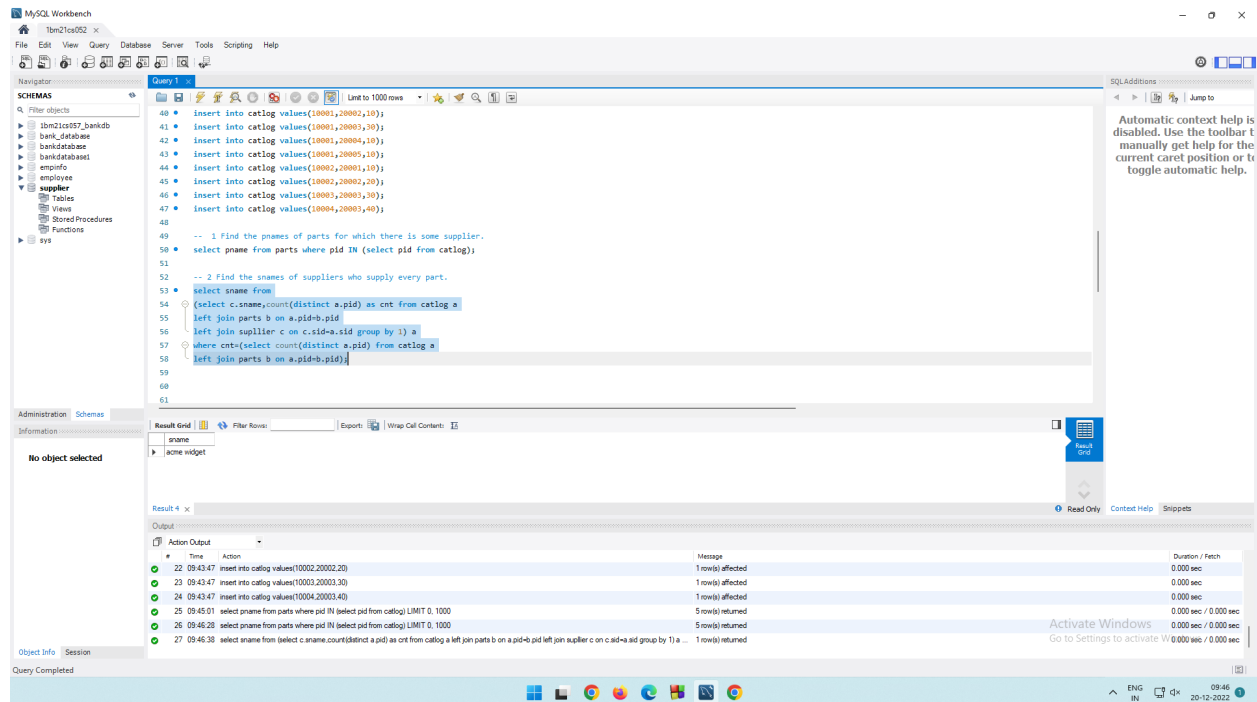 MySQL Workbench
1bm21cs052 ×
File Edit View Query Database Server Tools Scripting Help
Navigator
SCHEMAS
Filter objects
1bm21cs057_bankdb
bank_database
bankdatabase
bankdatabase1
empinfo
employee
supplier
Tables
Views
Stored Procedures
Functions
sys
Administration Schemas
Information
No object selected
Object Info Session
Query Completed
Query 1 ×
Limit to 1000 rows
40 insert into catlog values(10001,20002,10);
41 insert into catlog values(10001,20003,30);
42 insert into catlog values(10001,20004,10);
43 insert into catlog values(10001,20005,10);
44 insert into catlog values(10002,20001,10);
45 insert into catlog values(10002,20002,20);
46 insert into catlog values(10003,20003,30);
47 insert into catlog values(10004,20003,40);
48
49 -- 1 Find the pnames of parts for which there is some supplier.
50 select pname from parts where pid IN (select pid from catlog);
51
52 -- 2 Find the snames of suppliers who supply every part.
53 select sname from
54 (select c.sname,count(distinct a.pid) as cnt from catlog a
55 left join parts b on a.pid=b.pid
56 left join supllier c on c.sid=a.sid group by 1) a
57 where cnt=(select count(distinct a.pid) from catlog a
58 left join parts b on a.pid=b.pid);
59
60
61
Result Grid Filter Rows: Export: Wrap Cell Content:
sname
acme widget
Result Grid
Result 4 × Read Only
Output
Action Output
# Time Action Message Duration / Fetch
22 09:43:47 insert into catlog values(10002,20002,20) 1 row(s) affected 0.000 sec
23 09:43:47 insert into catlog values(10003,20003,30) 1 row(s) affected 0.000 sec
24 09:43:47 insert into catlog values(10004,20003,40) 1 row(s) affected 0.000 sec
25 09:45:01 select pname from parts where pid IN (select pid from catlog) LIMIT 0, 1000 5 row(s) returned 0.000 sec / 0.000 sec
26 09:46:28 select pname from parts where pid IN (select pid from catlog) LIMIT 0, 1000 5 row(s) returned 0.000 sec / 0.000 sec
27 09:46:38 select sname from (select c.sname,count(distinct a.pid) as cnt from catlog a left join parts b on a.pid=b.pid left join supllier c on c.sid=a.sid group by 1) a ... 1 row(s) returned 0.000 sec / 0.000 sec
SQLAdditions
Jump to
Automatic context help is
disabled. Use the toolbar t
manually get help for the
current caret position or to
toggle automatic help.
Context Help Snippets
Activate Windows
Go to Settings to activate
ENG
IN
09:46
20-12-2022
1